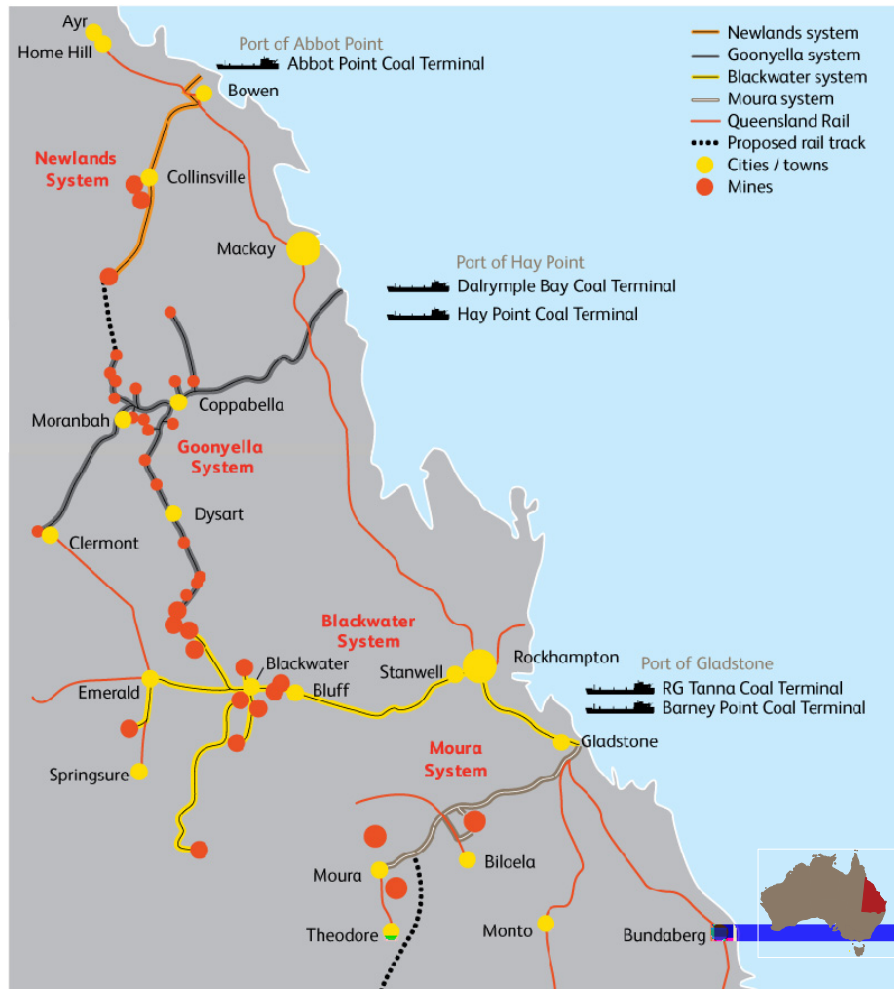 Ayr
Home Hill
Port of Abbot Point
Abbot Point Coal Terminal
Bowen
Newlands system
Goonyella system
Blackwater system
Moura system
Queensland Rail
Proposed rail track
Cities / towns
Mines
Newlands
System
Collinsville
Mackay
Port of Hay Point
Dalrymple Bay Coal Terminal
Hay Point Coal Terminal
Coppabella
Moranbah
Goonyella
System
Dysart
Clermont
Blackwater
System
Blackwater
Stanwell
Rockhampton
Emerald
Bluff
Port of Gladstone
RG Tanna Coal Terminal
Barney Point Coal Terminal
Gladstone
Springsure
Moura
System
Moura
Biloela
Theodore
Monto
Bundaberg